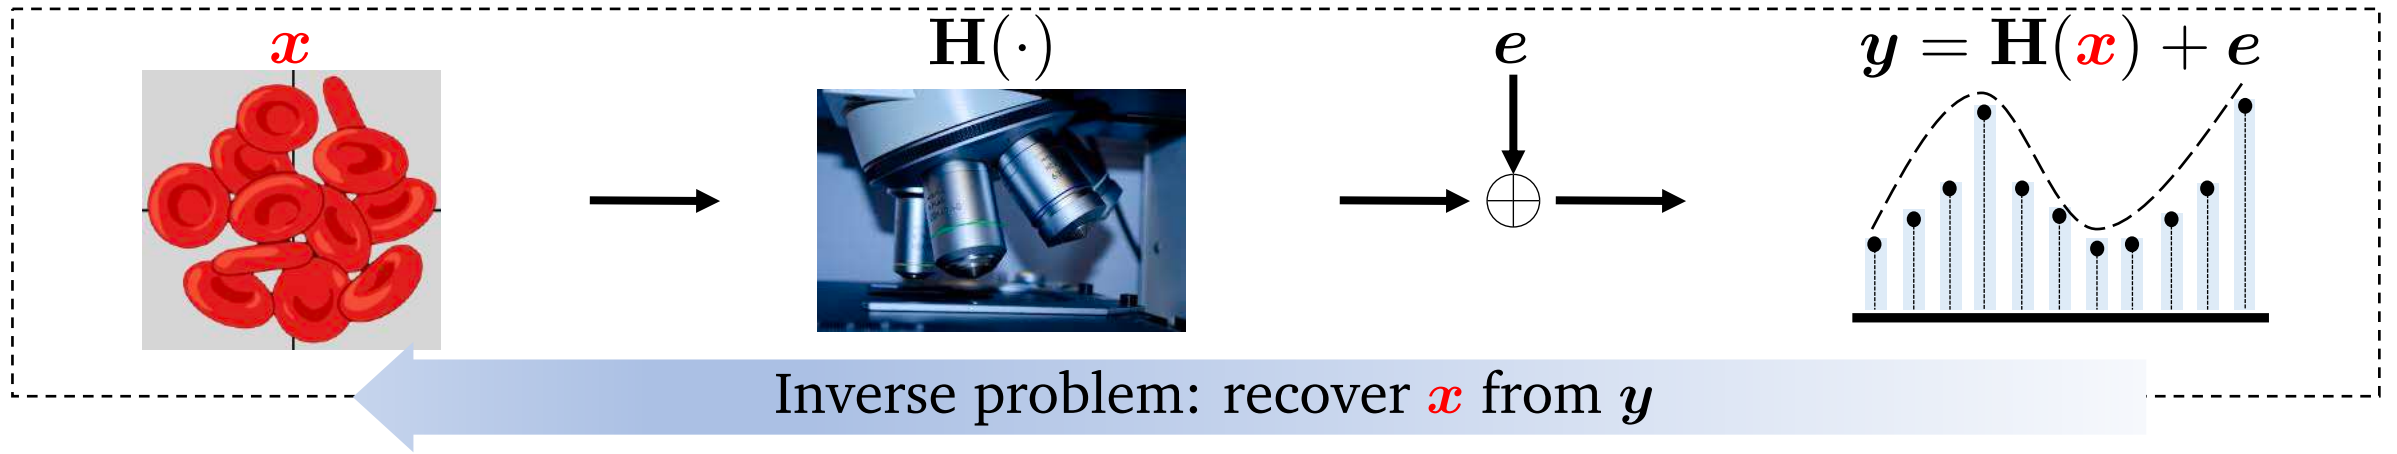 x
H(·)
e
y = H(x) + e
Inverse problem: recover x from y